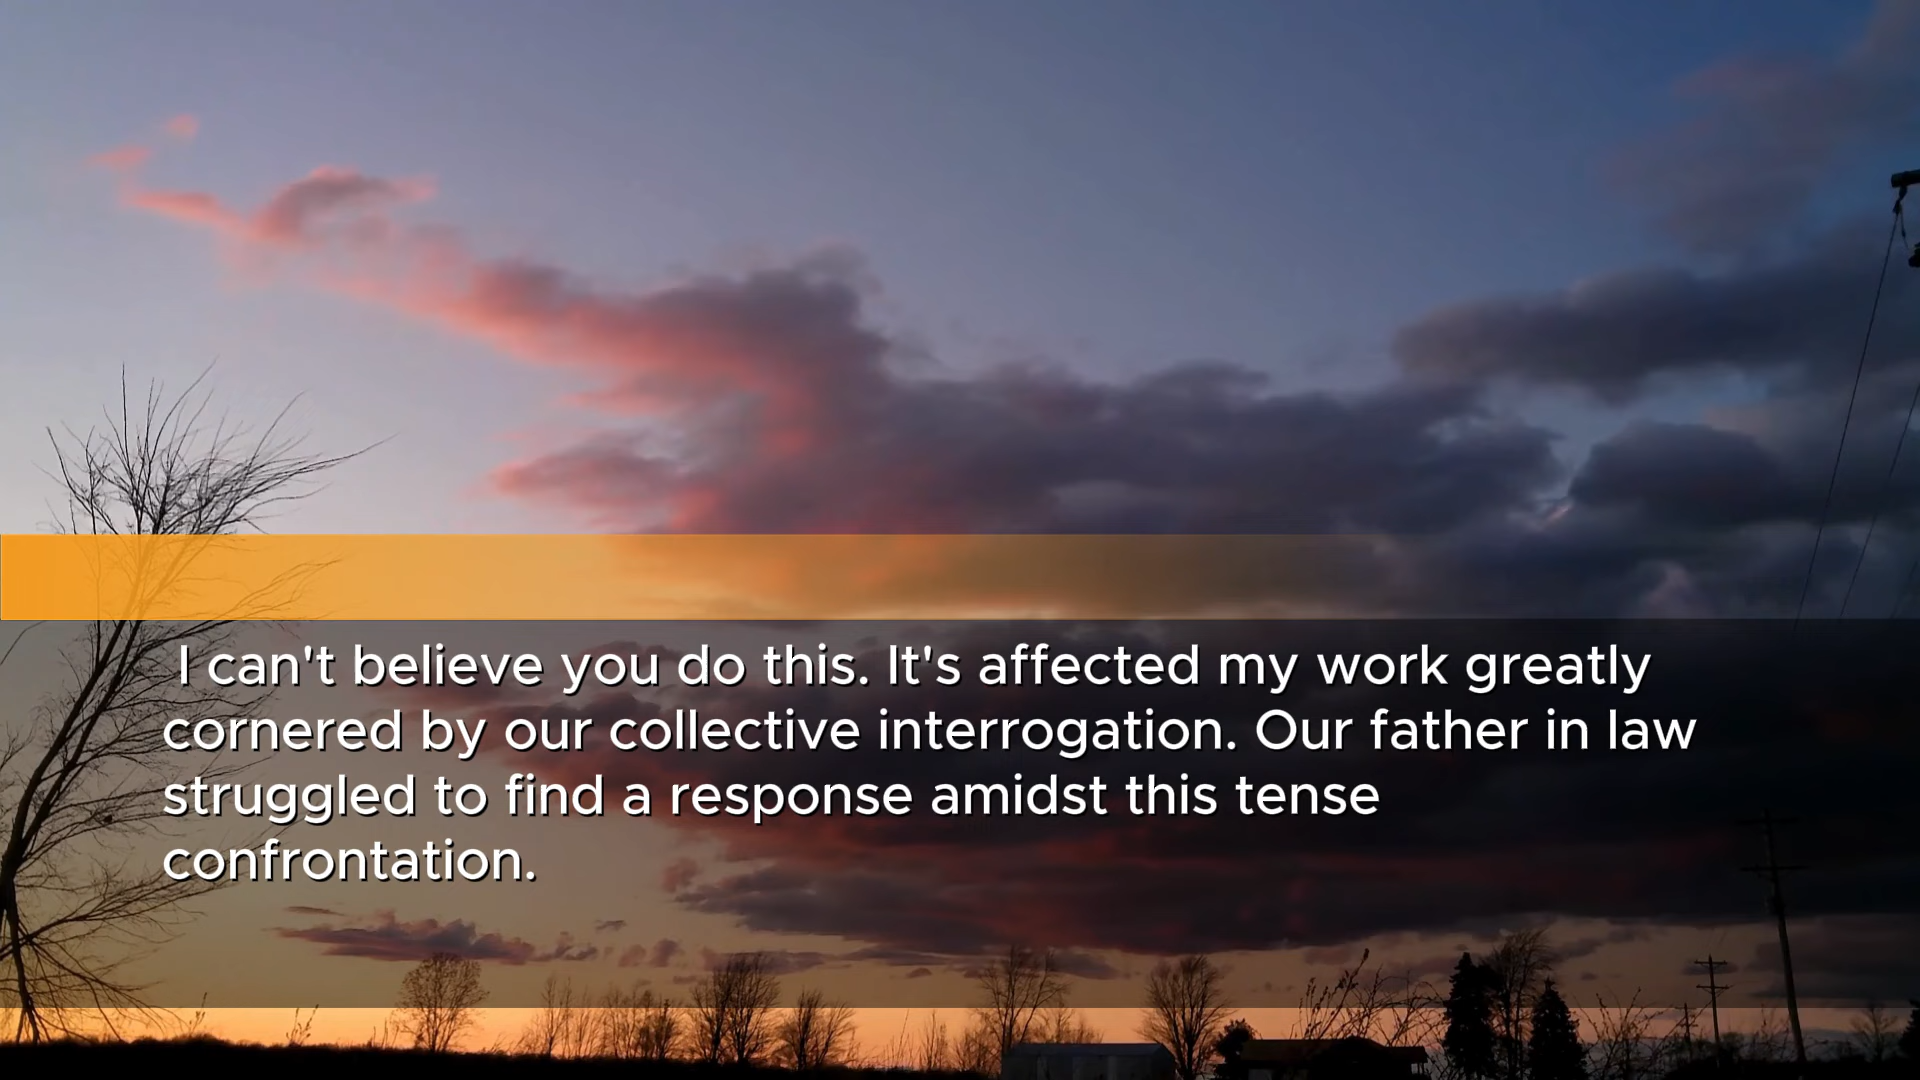 I can't believe you do this. It's affected my work greatly
cornered by our collective interrogation. Our father in law
struggled to find a response amidst this tense
confrontation.